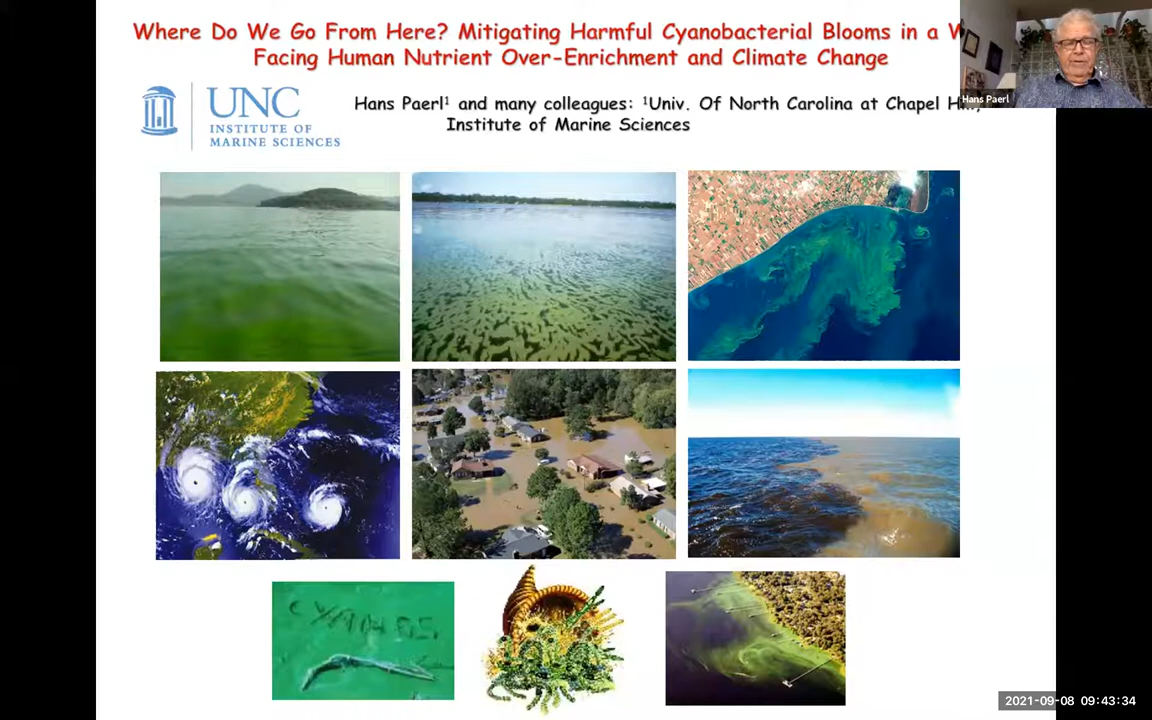 Where Do We Go From Here? Mitigating Harmful Cyanobacterial Blooms in a W
Facing Human Nutrient Over-Enrichment and Climate Change
Hans Paerl
UNC
INSTITUTE OF
MARINE SCIENCES
Hans Paerl¹ and many colleagues: ¹Univ. Of North Carolina at Chapel
Institute of Marine Sciences
CYANOS
2021-09-08 09:43:34